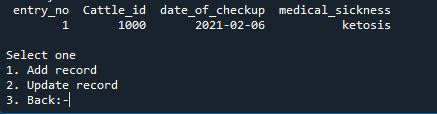 entry_no Cattle_id date_of_checkup medical_sickness
1 1000 2021-02-06 ketosis
Select one
1. Add record
2. Update record
3. Back:-